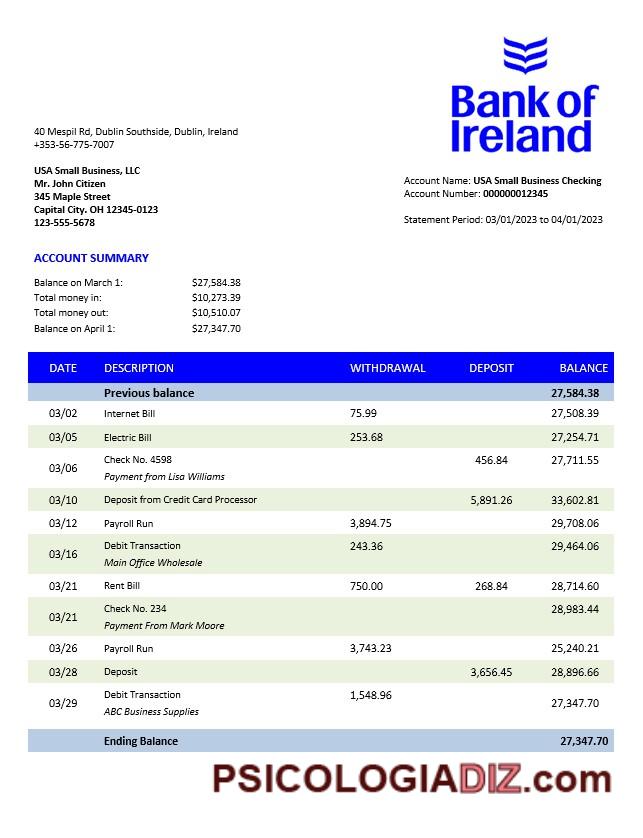 Bank of
Ireland
40 Mespil Rd, Dublin Southside, Dublin, Ireland
+353-56-775-7007
USA Small Business, LLC
Mr. John Citizen
345 Maple Street
Capital City. OH 12345-0123
123-555-5678
Account Name: USA Small Business Checking
Account Number: 000000012345
Statement Period: 03/01/2023 to 04/01/2023
ACCOUNT SUMMARY
Balance on March 1: $27,584.38
Total money in: $10,273.39
Total money out: $10,510.07
Balance on April 1: $27,347.70
DATE DESCRIPTION WITHDRAWAL DEPOSIT BALANCE
Previous balance 27,584.38
03/02 Internet Bill 75.99 27,508.39
03/05 Electric Bill 253.68 27,254.71
03/06 Check No. 4598 456.84 27,711.55
Payment from Lisa Williams
03/10 Deposit from Credit Card Processor 5,891.26 33,602.81
03/12 Payroll Run 3,894.75 29,708.06
03/16 Debit Transaction 243.36 29,464.06
Main Office Wholesale
03/21 Rent Bill 750.00 268.84 28,714.60
03/21 Check No. 234 28,983.44
Payment From Mark Moore
03/26 Payroll Run 3,743.23 25,240.21
03/28 Deposit 3,656.45 28,896.66
03/29 Debit Transaction 1,548.96 27,347.70
ABC Business Supplies
Ending Balance 27,347.70
PSICOLOGIADIZ.com